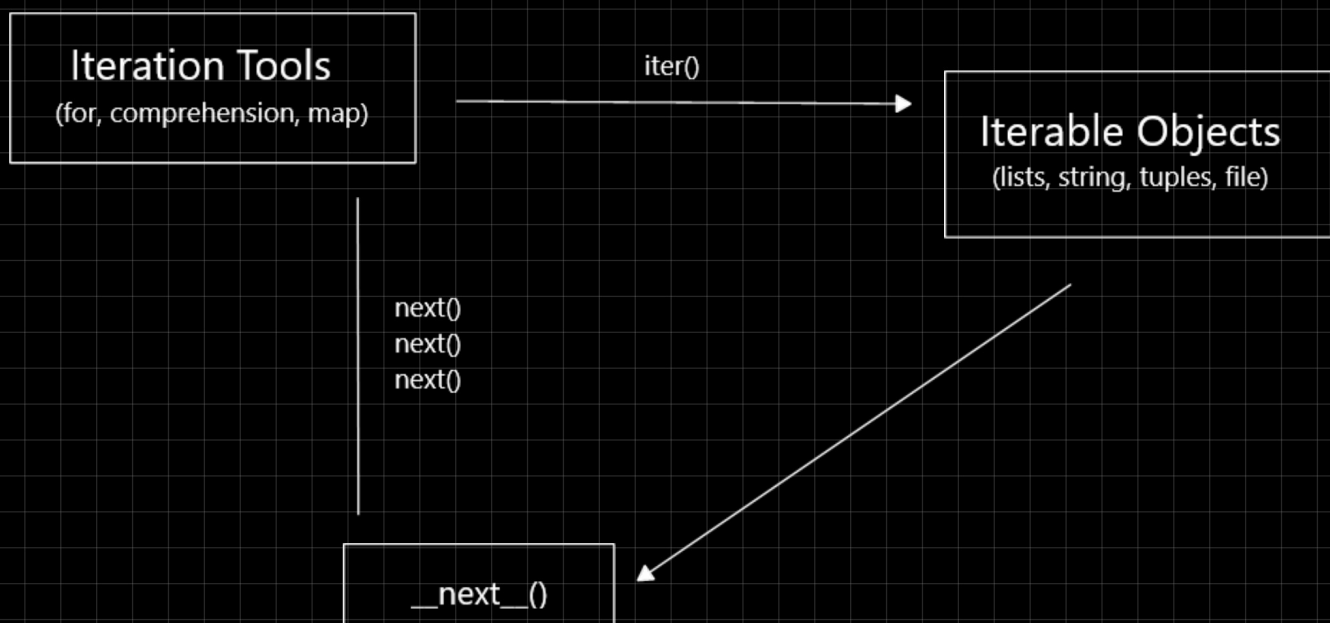 Iteration Tools
(for, comprehension, map)
iter()
Iterable Objects
(lists, string, tuples, file)
next()
next()
next()
__next__()